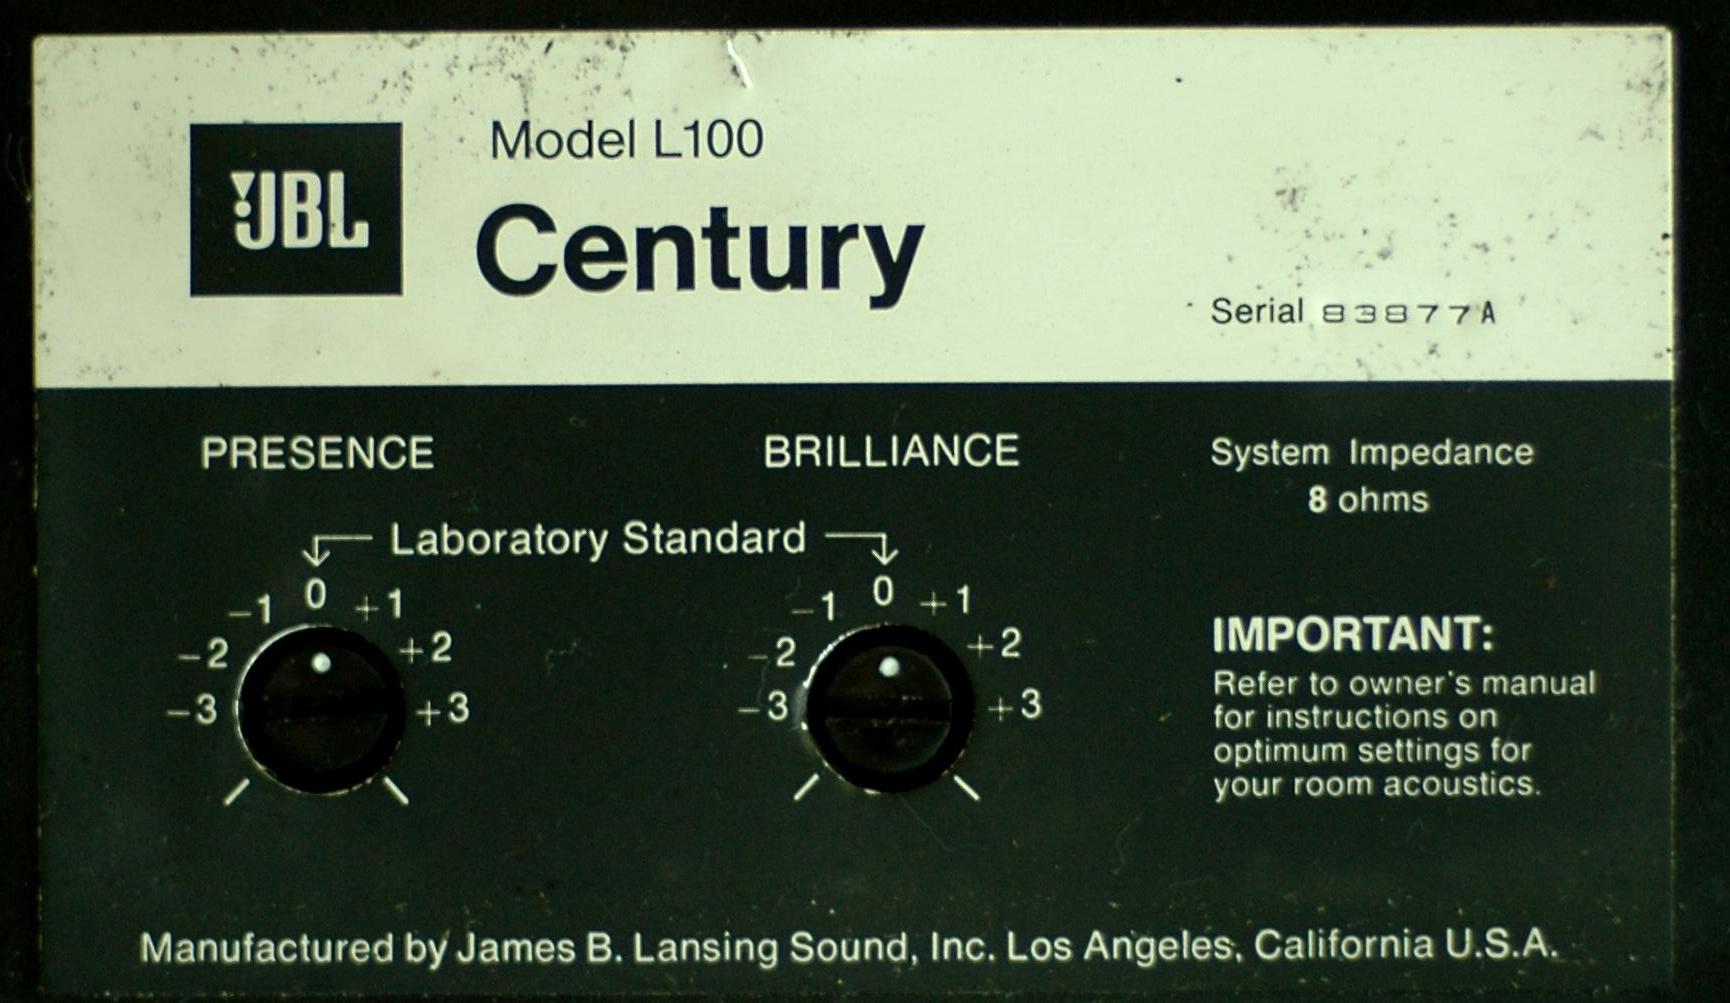 JBL
Model L100
Century
Serial 83877A
PRESENCE
BRILLIANCE
System Impedance
8 ohms
Laboratory Standard
-3 -2 -1 0 +1 +2 +3
-3 -2 -1 0 +1 +2 +3
IMPORTANT:
Refer to owner's manual
for instructions on
optimum settings for
your room acoustics.
Manufactured by James B. Lansing Sound, Inc. Los Angeles, California U.S.A.